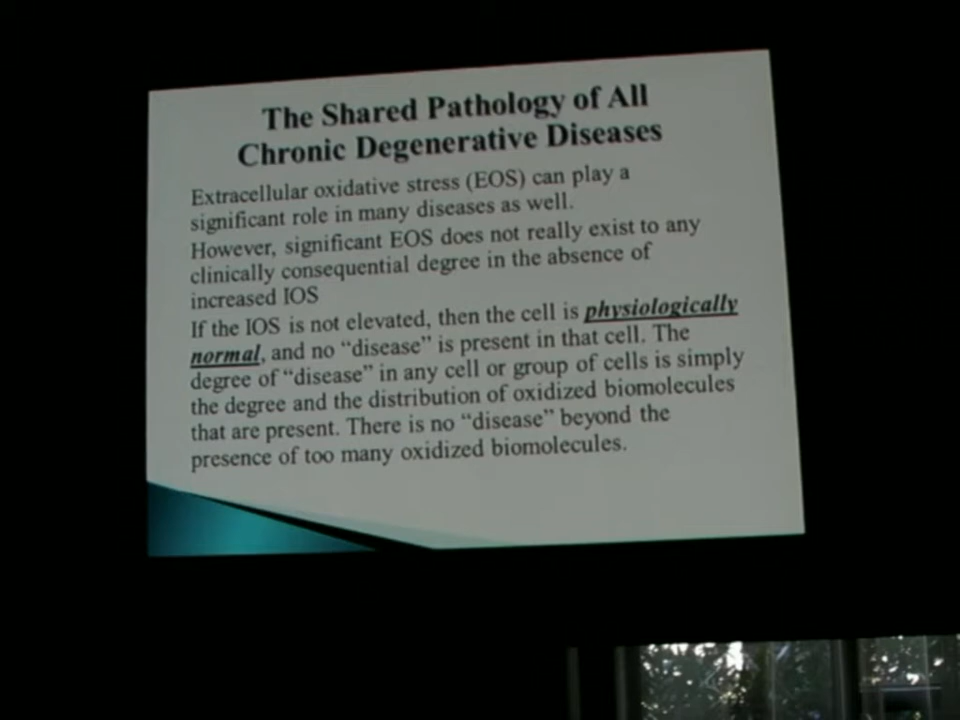 The Shared Pathology of All
Chronic Degenerative Diseases
Extracellular oxidative stress (EOS) can play a
significant role in many diseases as well.
However, significant EOS does not really exist to any
clinically consequential degree in the absence of
increased IOS
If the IOS is not elevated, then the cell is physiologically
normal, and no “disease” is present in that cell. The
degree of “disease” in any cell or group of cells is simply
the degree and the distribution of oxidized biomolecules
that are present. There is no “disease” beyond the
presence of too many oxidized biomolecules.